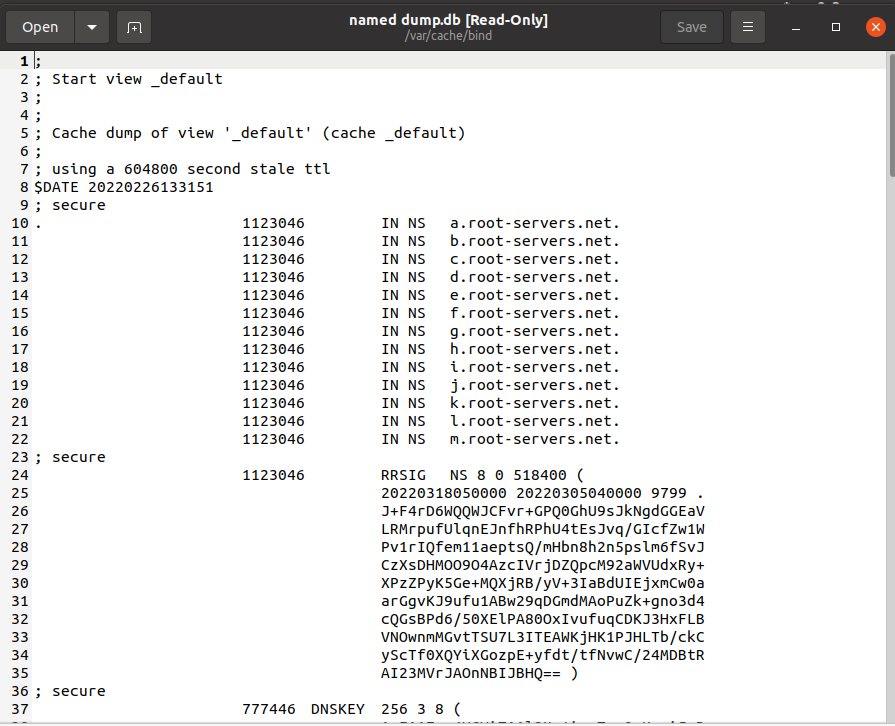 Open
named dump.db [Read-Only]
/var/cache/bind
Save
1 ;
2 ; Start view _default
3 ;
4 ;
5 ; Cache dump of view '_default' (cache _default)
6 ;
7 ; using a 604800 second stale ttl
8 $DATE 20220226133151
9 ; secure
10 . 1123046 IN NS a.root-servers.net.
11 1123046 IN NS b.root-servers.net.
12 1123046 IN NS c.root-servers.net.
13 1123046 IN NS d.root-servers.net.
14 1123046 IN NS e.root-servers.net.
15 1123046 IN NS f.root-servers.net.
16 1123046 IN NS g.root-servers.net.
17 1123046 IN NS h.root-servers.net.
18 1123046 IN NS i.root-servers.net.
19 1123046 IN NS j.root-servers.net.
20 1123046 IN NS k.root-servers.net.
21 1123046 IN NS l.root-servers.net.
22 1123046 IN NS m.root-servers.net.
23 ; secure
24 1123046 RRSIG NS 8 0 518400 (
25 20220318050000 20220305040000 9799 .
26 J+F4rD6WQQWJCFvr+GPQ0GhU9sJkNgdGGEaV
27 LRMrpufUlqnEJnfhRPhU4tEsJvq/GIcfZw1W
28 Pv1rIQfem11aeptsQ/mHbn8h2n5pslm6fSvJ
29 CzXsDHMOO9O4AzcIVrjDZQpcM92aWVUdxRy+
30 XPzZPyK5Ge+MQXjRB/yV+3IaBdUIEjxmCw0a
31 arGgvKJ9ufu1ABw29qDGmdMAoPuZk+gno3d4
32 cQGsBPd6/50XElPA80OxIvufuqCDKJ3HxFLB
33 VNOwnmMGvtTSU7L3ITEAWKjHK1PJHLTb/ckC
34 yScTf0XQYiXGozpE+yfdt/tfNvwC/24MDBtR
35 AI23MVrJAOnNBIJBHQ== )
36 ; secure
37 777446 DNSKEY 256 3 8 (